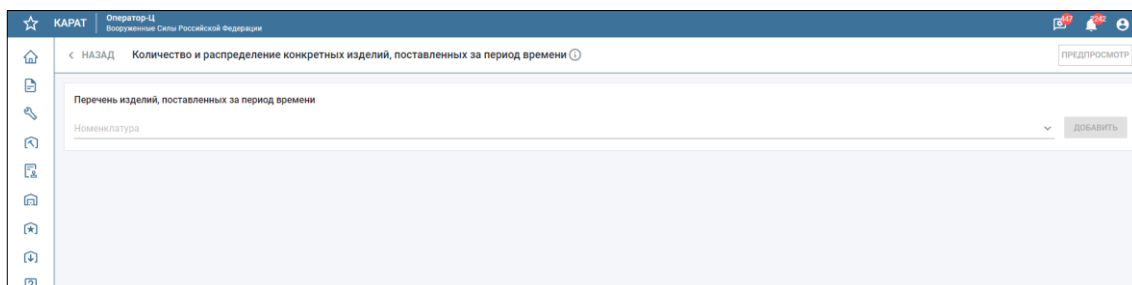 КАРАТ
Оператор-Ц
Вооруженные Силы Российской Федерации
447
2242
< НАЗАД
Количество и распределение конкретных изделий, поставленных за период времени
ПРЕДПРОСМОТР
Перечень изделий, поставленных за период времени
Номенклатура
ДОБАВИТЬ